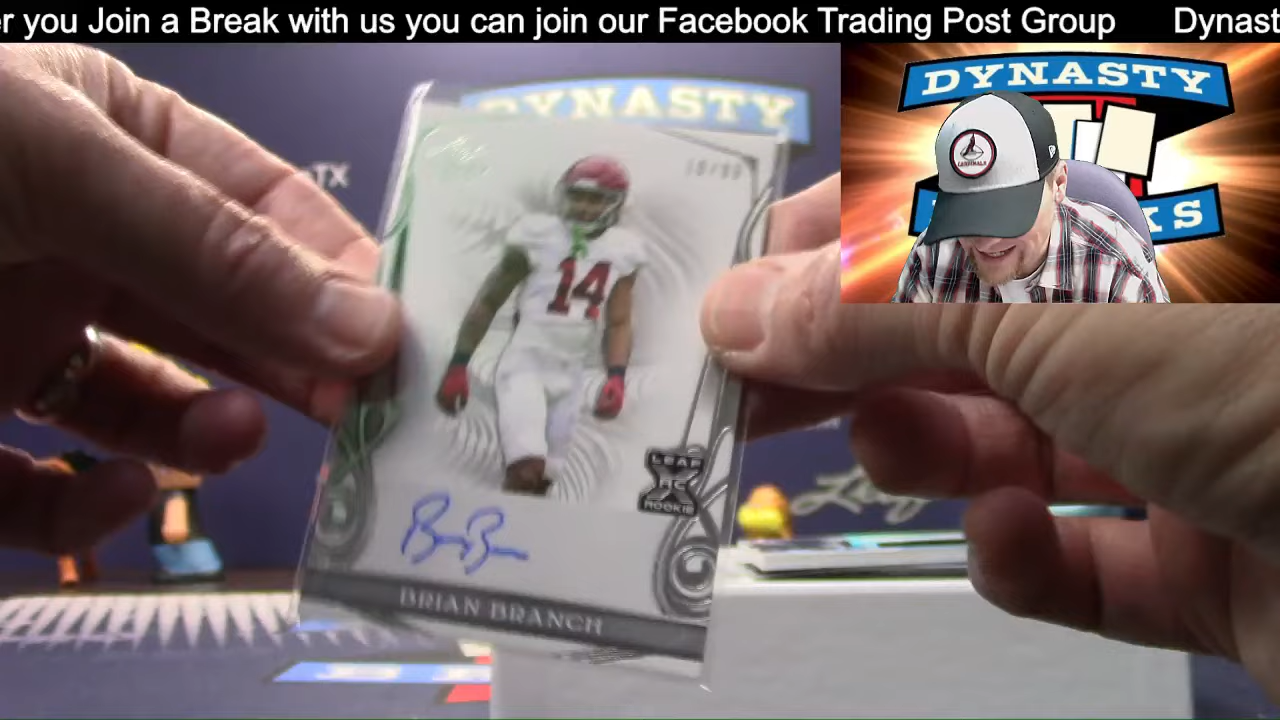 er you Join a Break with us you can join our Facebook Trading Post Group Dynast
DYNASTY
DYNASTY
TX
CARDINALS
KS
14
LEAF
RC
ROOKIE
BRIAN BRANCH
Leaf